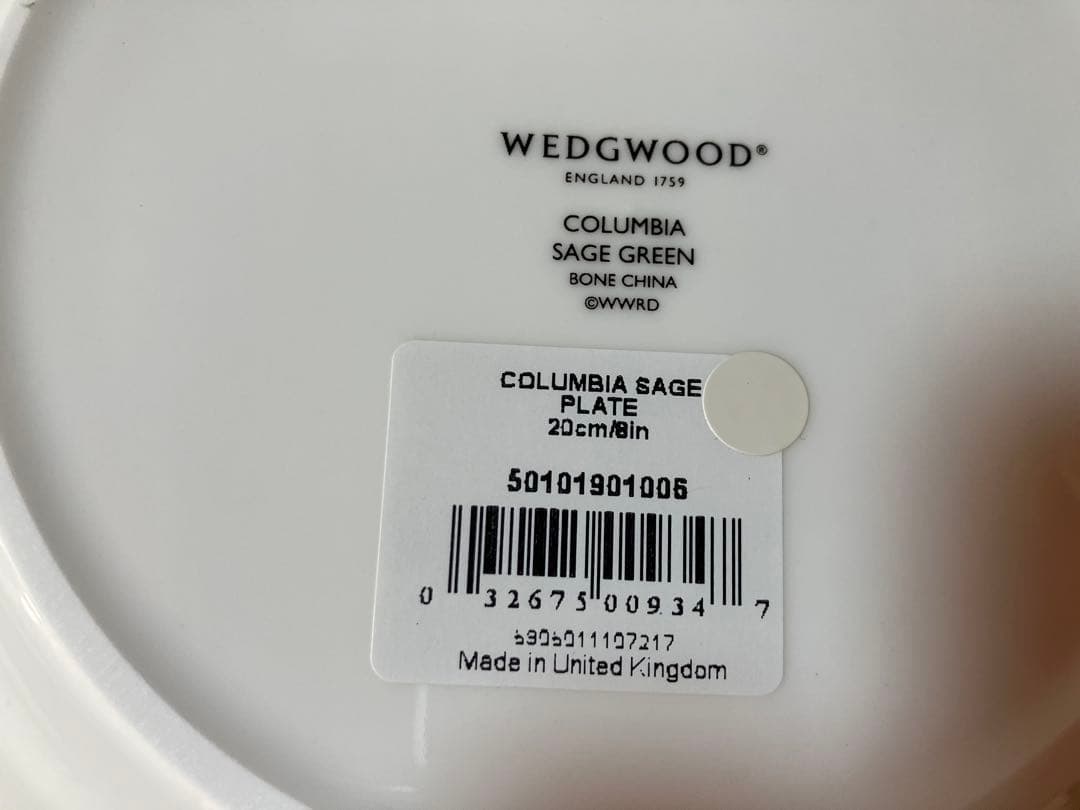 WEDGWOOD®
ENGLAND 1759
COLUMBIA
SAGE GREEN
BONE CHINA
©WWRD
COLUMBIA SAGE
PLATE
20cm/8in
50101901006
0 32675 00934 7
Made in United Kingdom